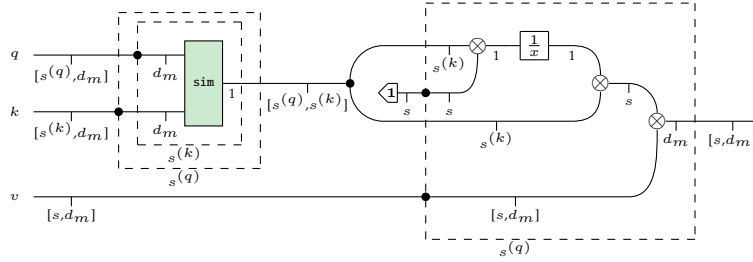 q
[s^(q),d_m]
d_m
sim
1
[s^(q),s^(k)]
s^(k)
1
1/x
1
1
s
s
s
k
[s^(k),d_m]
d_m
s^(k)
s^(q)
s^(k)
d_m
[s,d_m
v
[s,d_m]
[s,d_m]
s^(q)